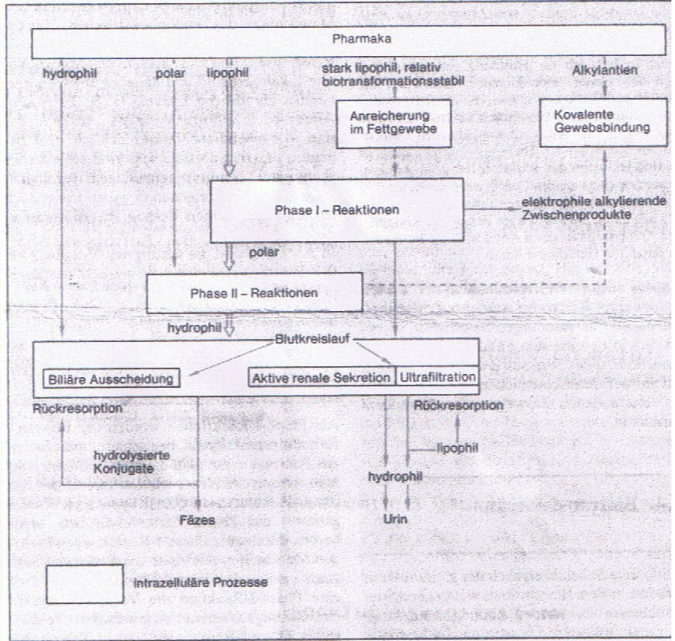 Pharmaka
hydrophil
polar
lipophil
stark lipophil, relativ
biotransformationsstabil
Alkylantien
Anreicherung
im Fettgewebe
Kovalente
Gewebsbindung
Phase I – Reaktionen
elektrophile alkylierende
Zwischenprodukte
polar
Phase II – Reaktionen
hydrophil
Blutkreislauf
Biliäre Ausscheidung
Aktive renale Sekretion
Ultrafiltration
Rückresorption
Rückresorption
hydrolysierte
Konjugate
lipophil
hydrophil
Fäzes
Urin
intrazelluläre Prozesse